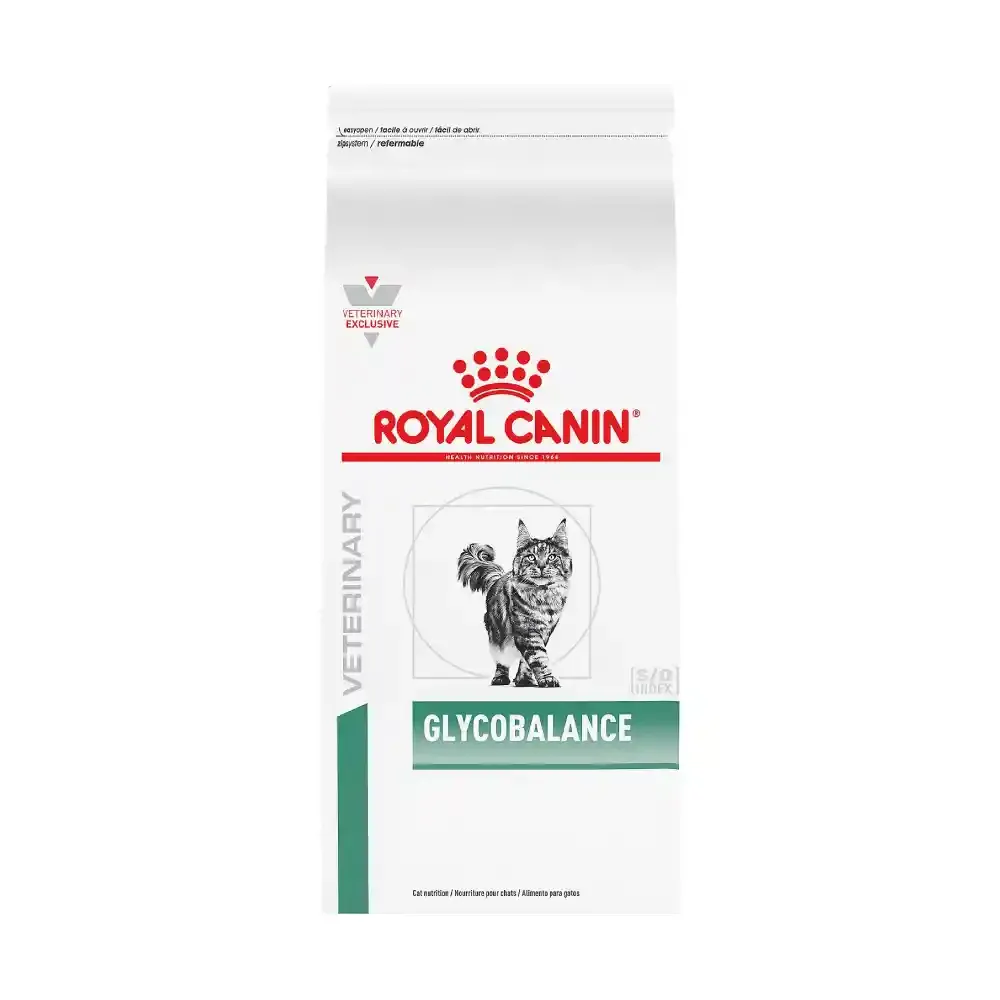 easyopen / facile à ouvrir / fácil de abrir
zipsystem / refermable
VETERINARY
EXCLUSIVE
ROYAL CANIN®
HEALTH NUTRITION SINCE 1968
VETERINARY
S/O
INDEX
GLYCOBALANCE
Cat nutrition / Nourriture pour chats / Alimento para gatos